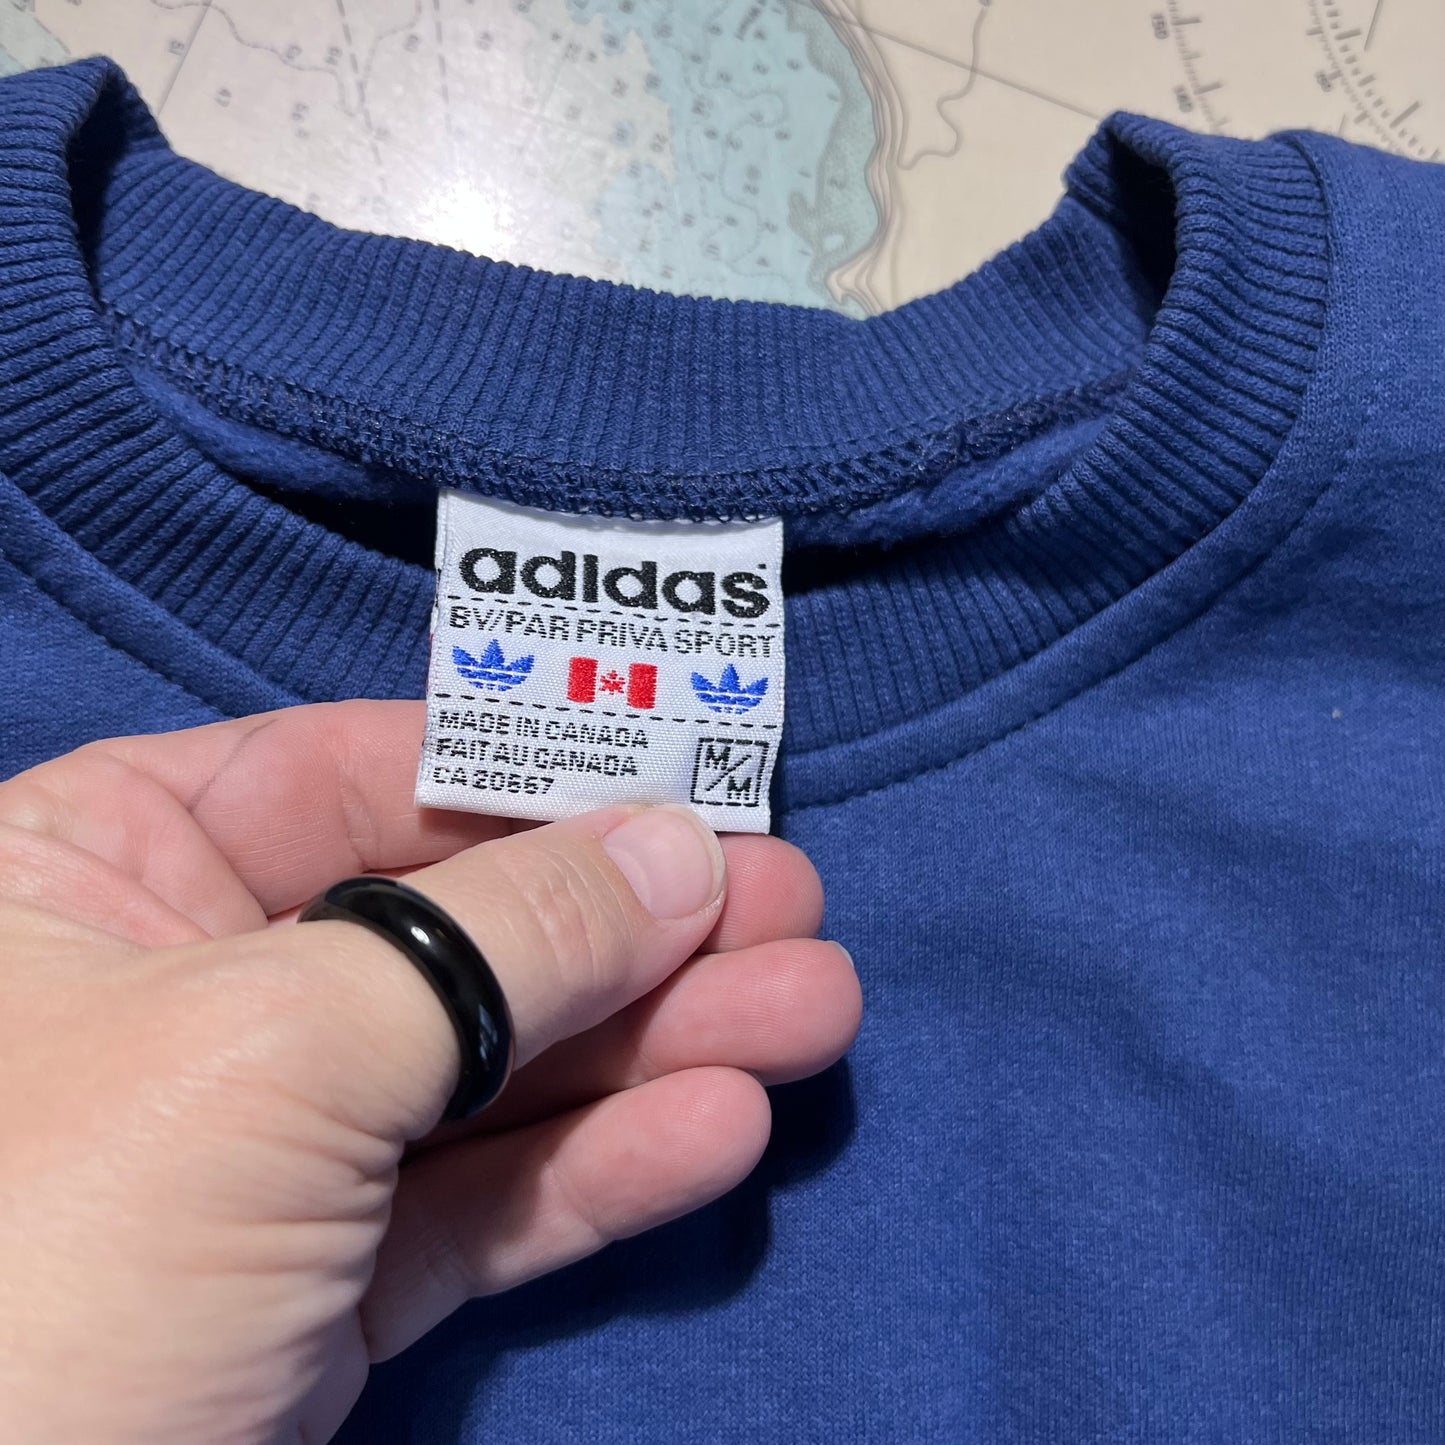 adidas
BY/PAR PRIVA SPORT
MADE IN CANADA
FAIT AU CANADA
CA 20557
M/M